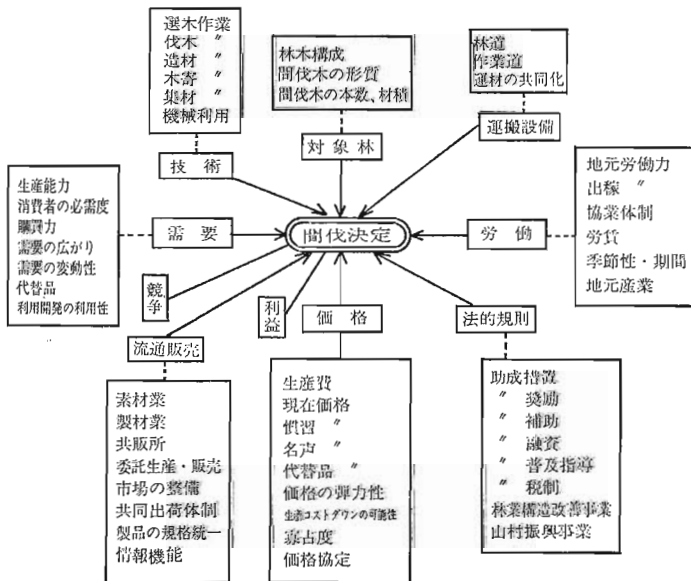 選木作業
伐木 〃
造材 〃
木寄 〃
集材 〃
機械利用
技術
林木構成
間伐木の形質
間伐木の本数、材積
対象林
林道
作業道
運材の共同化
運搬設備
生産能力
消費者の必需度
購買力
需要の広がり
需要の変動性
代替品
利用開発の利用性
需要
間伐決定
労働
地元労働力
出稼 〃
協業体制
労賃
季節性・期間
地元産業
競争
利益
価格
流通販売
法的規則
素材業
製材業
共販所
委託生産・販売
市場の整備
共同出荷体制
製品の規格統一
情報機能
生産費
現在価格
慣習 〃
名声 〃
代替品 〃
価格の弾力性
生産コストダウンの可能性
寡占度
価格協定
助成措置
〃 奨励
〃 補助
〃 融資
〃 普及指導
〃 税制
林業構造改善事業
山村振興事業